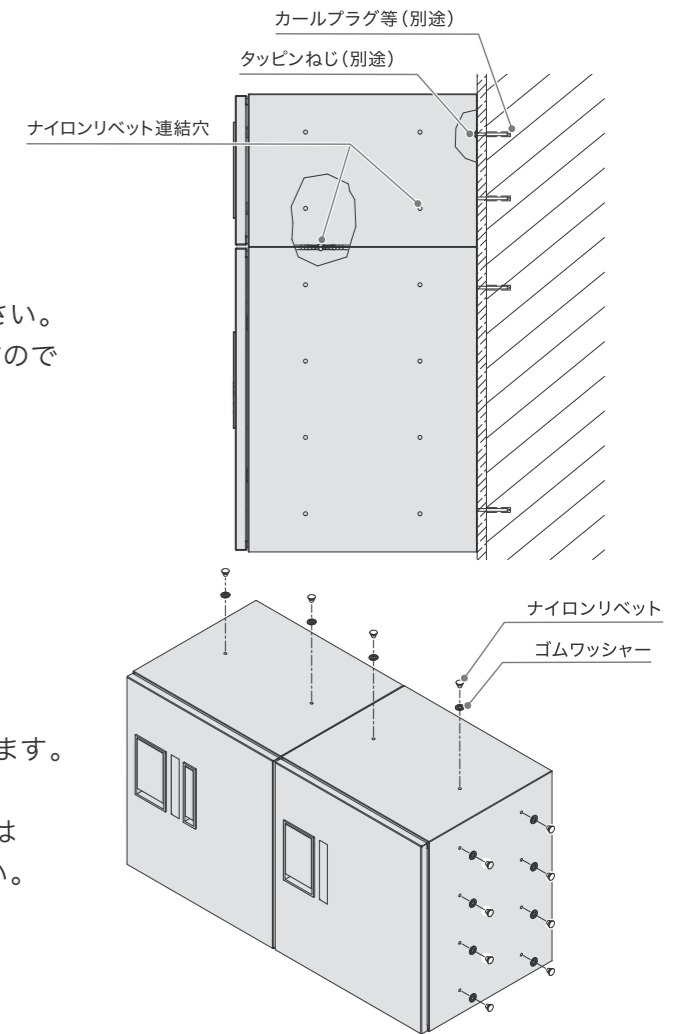 カールプラグ等（別途）
タッピンねじ（別途）
ナイロンリベット連結穴
さい。
ので
ナイロンリベット
ゴムワッシャー
ます。
は
い。